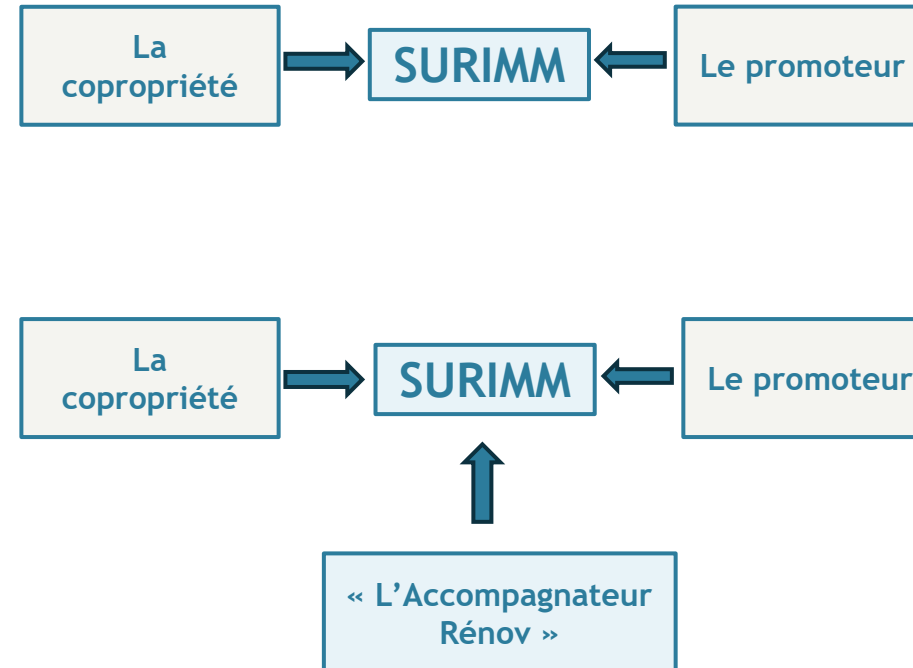 La
copropriété
SURIMM
Le promoteur
La
copropriété
SURIMM
Le promoteur
« L’Accompagnateur
Rénov »